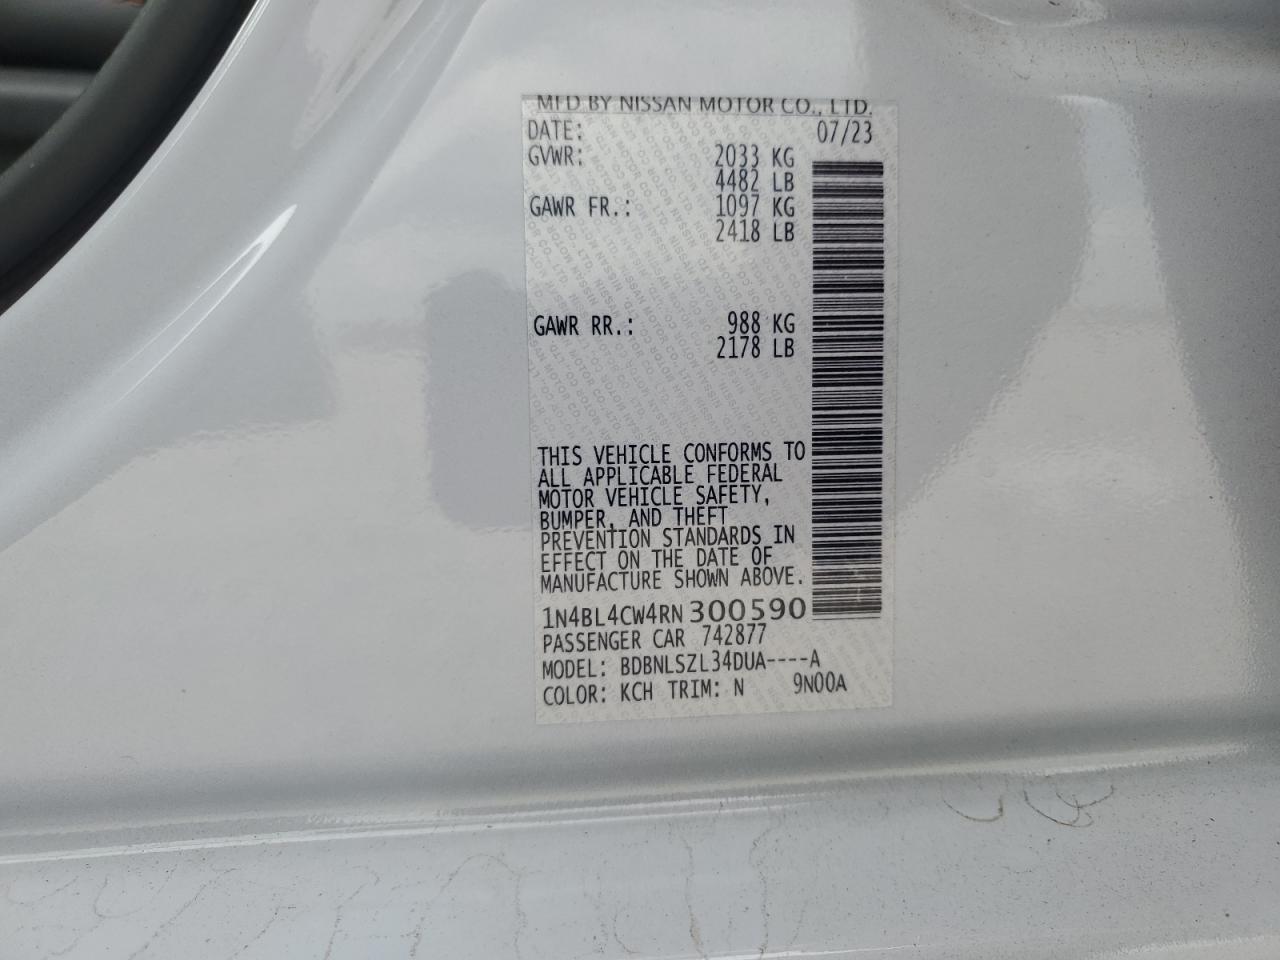 MFD BY NISSAN MOTOR CO., LTD.
DATE: 07/23
GVWR: 2033 KG
4482 LB
GAWR FR.: 1097 KG
2418 LB
GAWR RR.: 988 KG
2178 LB
THIS VEHICLE CONFORMS TO
ALL APPLICABLE FEDERAL
MOTOR VEHICLE SAFETY,
BUMPER, AND THEFT
PREVENTION STANDARDS IN
EFFECT ON THE DATE OF
MANUFACTURE SHOWN ABOVE.
1N4BL4CW4RN300590
PASSENGER CAR 742877
MODEL: BDBNLSZL34DUA----A
COLOR: KCH TRIM: N 9N00A